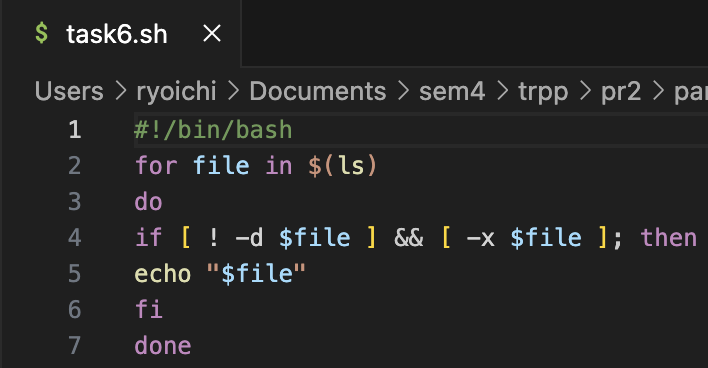 $ task6.sh ×
Users > ryoichi > Documents > sem4 > trpp > pr2 >
1 #!/bin/bash
2 for file in $(ls)
3 do
4 if [ ! -d $file ] && [ -x $file ]; then
5 echo "$file"
6 fi
7 done